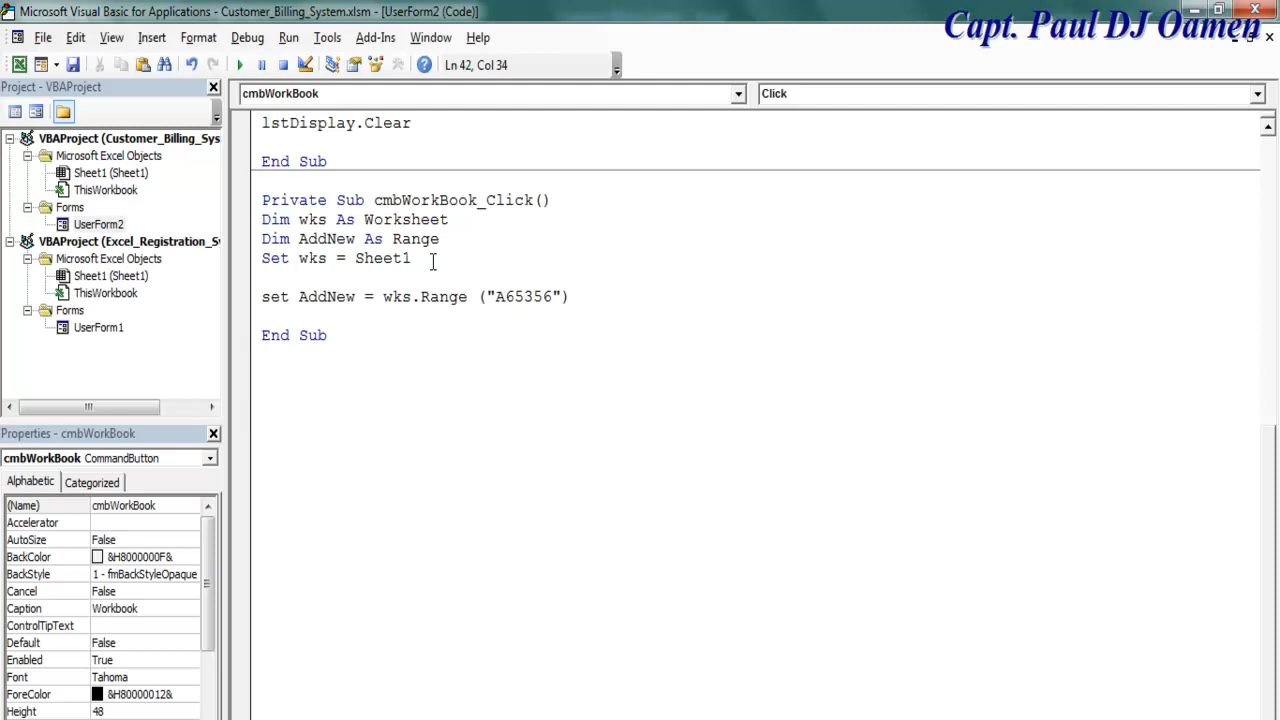 Microsoft Visual Basic for Applications - Customer_Billing_System.xlsm - [UserForm2 (Code)]
Capt. Paul DJ Oamen
File Edit View Insert Format Debug Run Tools Add-Ins Window Help
Ln 42, Col 34
Project - VBAProject
cmbWorkBook
Click
VBAProject (Customer_Billing_Sys
Microsoft Excel Objects
Sheet1 (Sheet1)
ThisWorkbook
Forms
UserForm2
VBAProject (Excel_Registration_S
Microsoft Excel Objects
Sheet1 (Sheet1)
ThisWorkbook
Forms
UserForm1
lstDisplay.Clear
End Sub
Private Sub cmbWorkBook_Click()
Dim wks As Worksheet
Dim AddNew As Range
Set wks = Sheet1
set AddNew = wks.Range ("A65356")
End Sub
Properties - cmbWorkBook
cmbWorkBook CommandButton
Alphabetic Categorized
(Name) cmbWorkBook
Accelerator
AutoSize False
BackColor &H8000000F&
BackStyle 1 - fmBackStyleOpaque
Cancel False
Caption Workbook
ControlTipText
Default False
Enabled True
Font Tahoma
ForeColor &H80000012&
Height 48